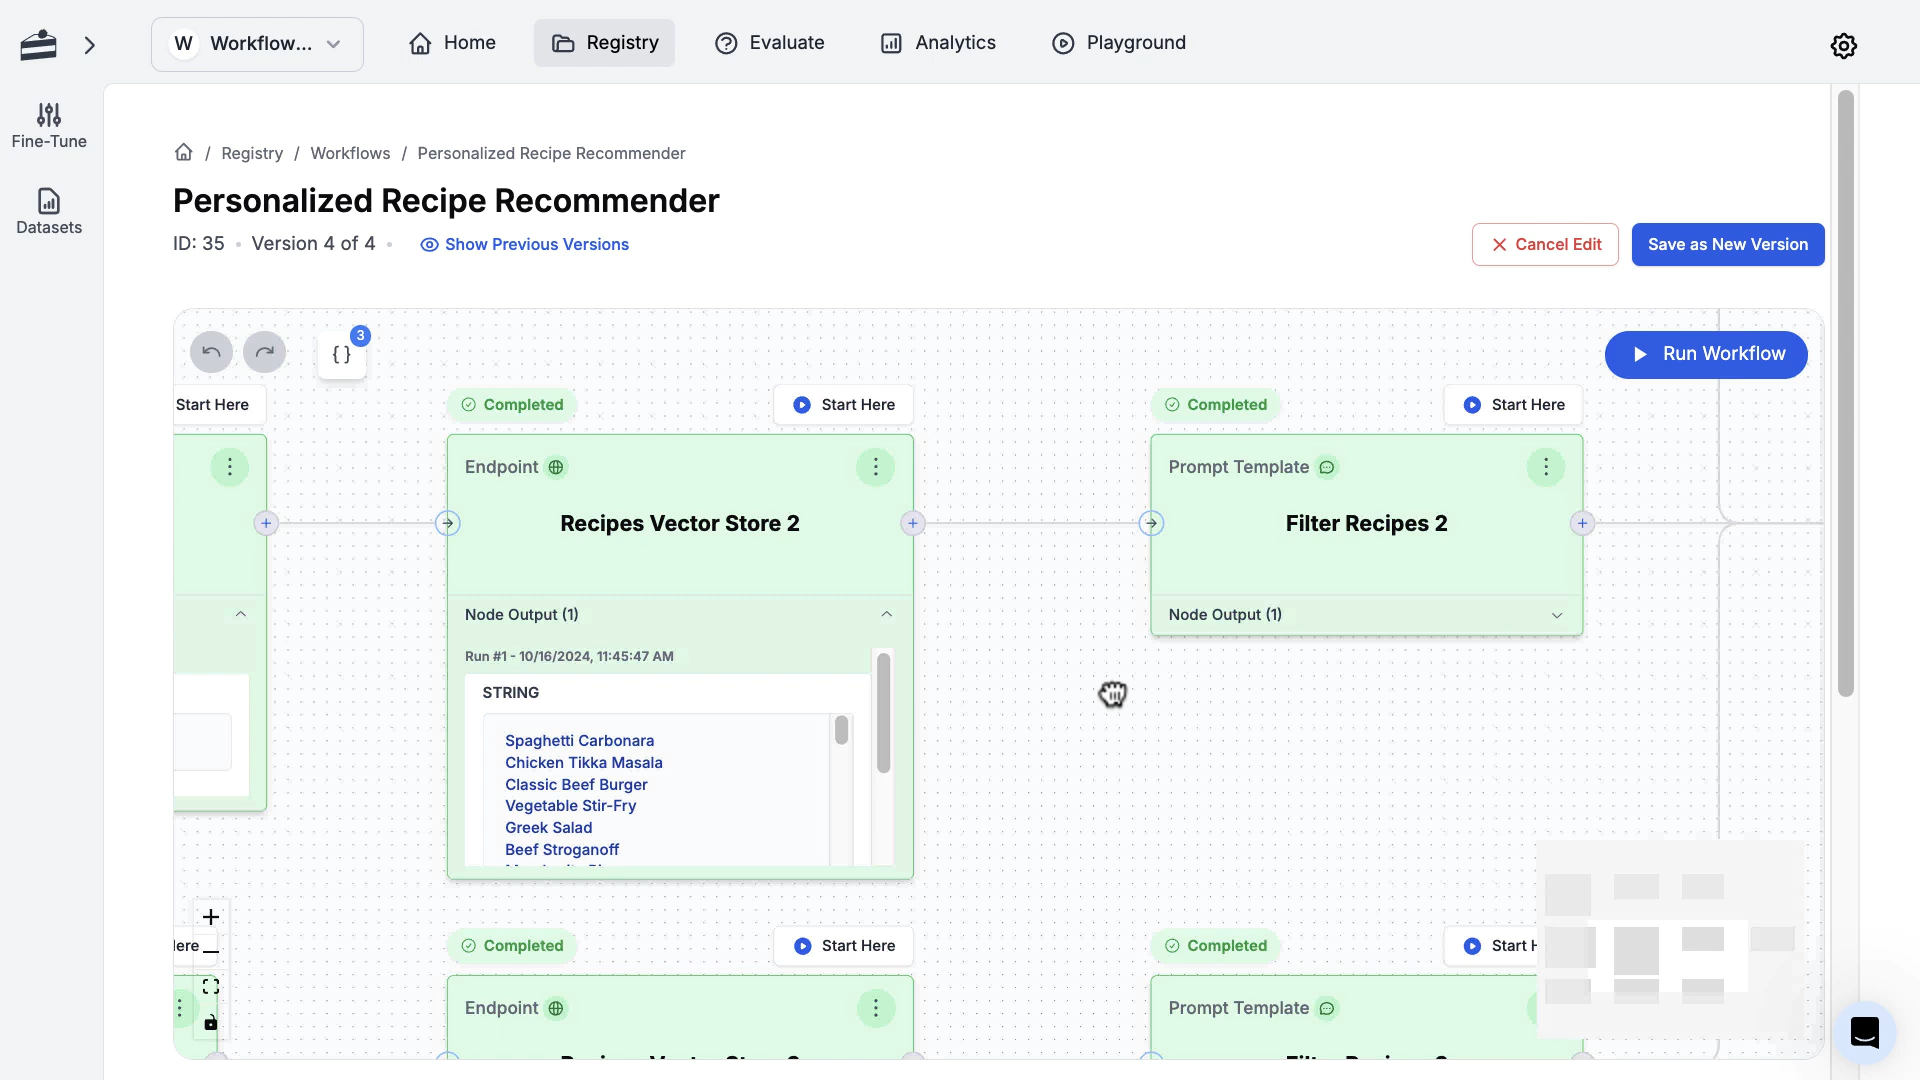 W Workflow...
Home
Registry
Evaluate
Analytics
Playground
Fine-Tune
Datasets
/ Registry / Workflows / Personalized Recipe Recommender
Personalized Recipe Recommender
ID: 35 • Version 4 of 4 •
Show Previous Versions
Cancel Edit
Save as New Version
{ }
3
Run Workflow
Start Here
Completed
Start Here
Completed
Start Here
Endpoint
Recipes Vector Store 2
Prompt Template
Filter Recipes 2
Node Output (1)
Node Output (1)
Run #1 - 10/16/2024, 11:45:47 AM
STRING
Spaghetti Carbonara
Chicken Tikka Masala
Classic Beef Burger
Vegetable Stir-Fry
Greek Salad
Beef Stroganoff
Completed
Start Here
Completed
Start H
Endpoint
Prompt Template